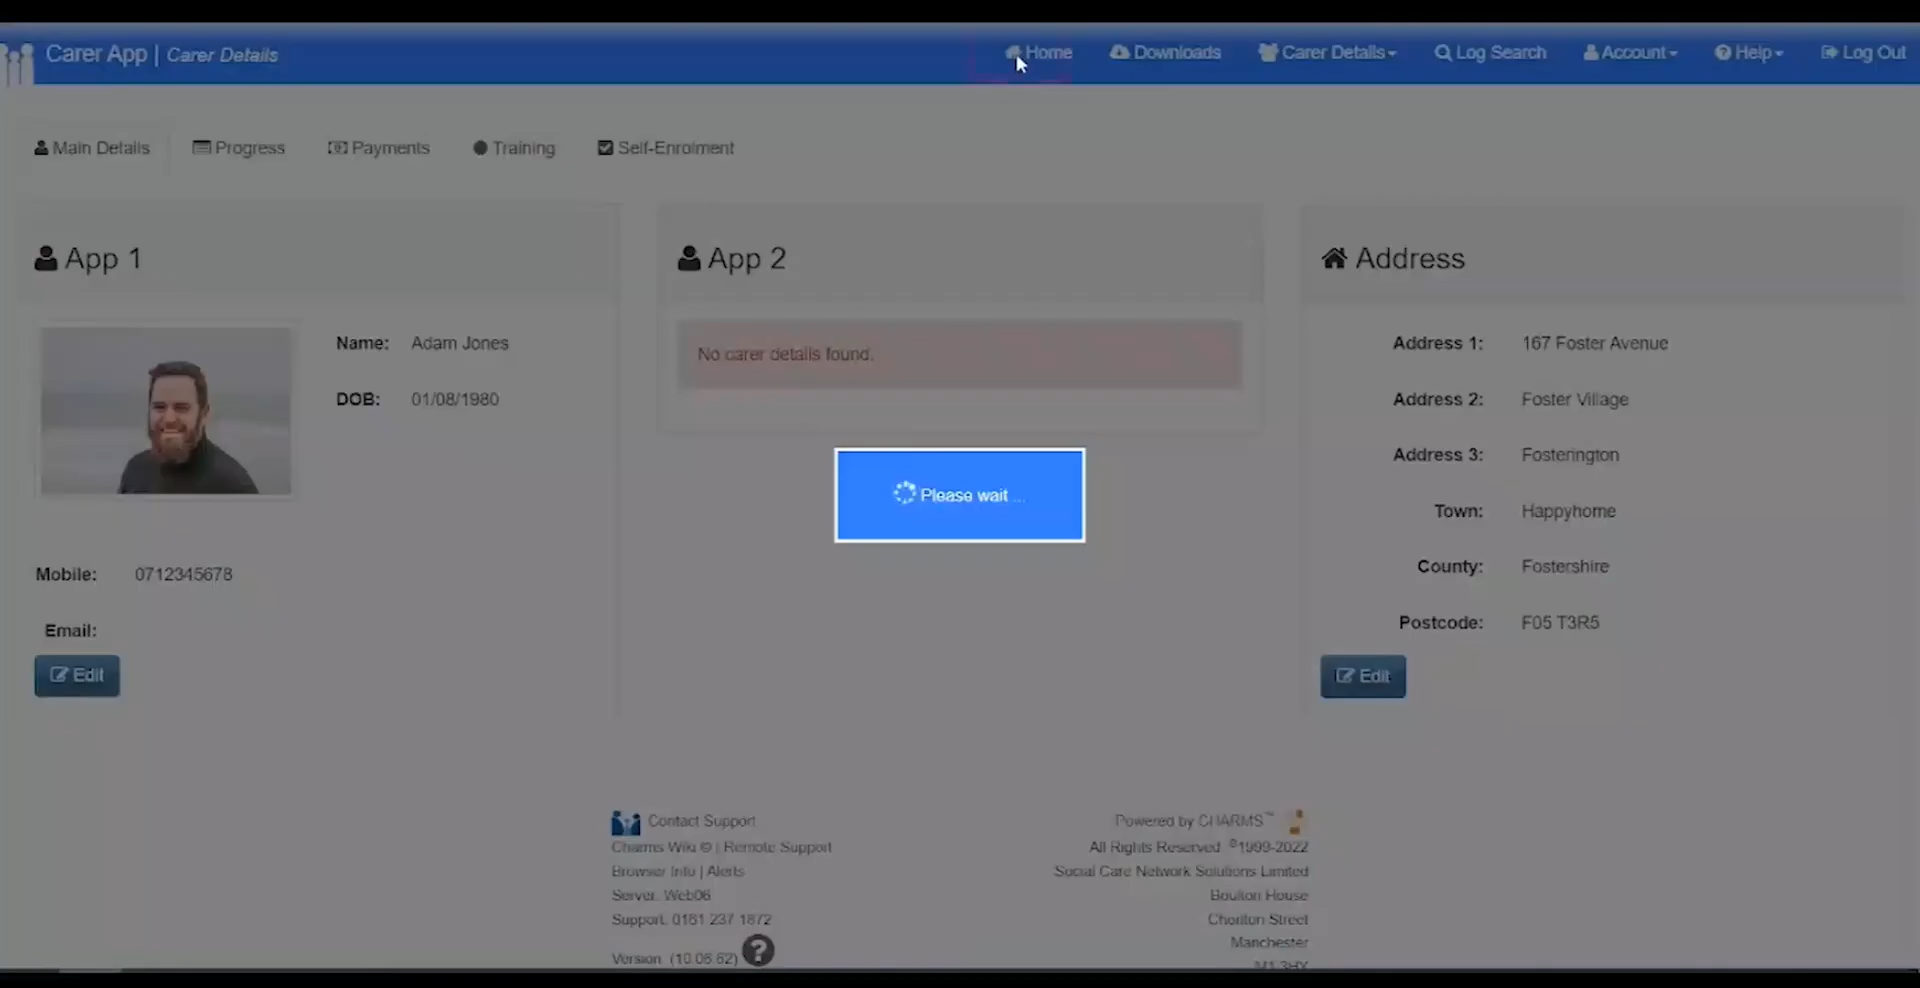 Carer App | Carer Details
Home Downloads Carer Details Log Search Account Help Log Out
Main Details Progress Payments Training Self-Enrolment
App 1
Name: Adam Jones
DOB: 01/08/1980
Mobile: 0712345678
Email:
Edit
App 2
No carer details found.
Please wait ...
Address
Address 1: 167 Foster Avenue
Address 2: Foster Village
Address 3: Fosterington
Town: Happyhome
County: Fostershire
Postcode: F05 T3R5
Edit
Contact Support
Charms Wiki © | Remote Support
Browser Info | Alerts
Server: Web06
Support: 0161 237 1872
Version: (10.06.62) ?
Powered by CHARMS™
All Rights Reserved ©1999-2022
Social Care Network Solutions Limited
Boulton House
Chorlton Street
Manchester
M1 3HY